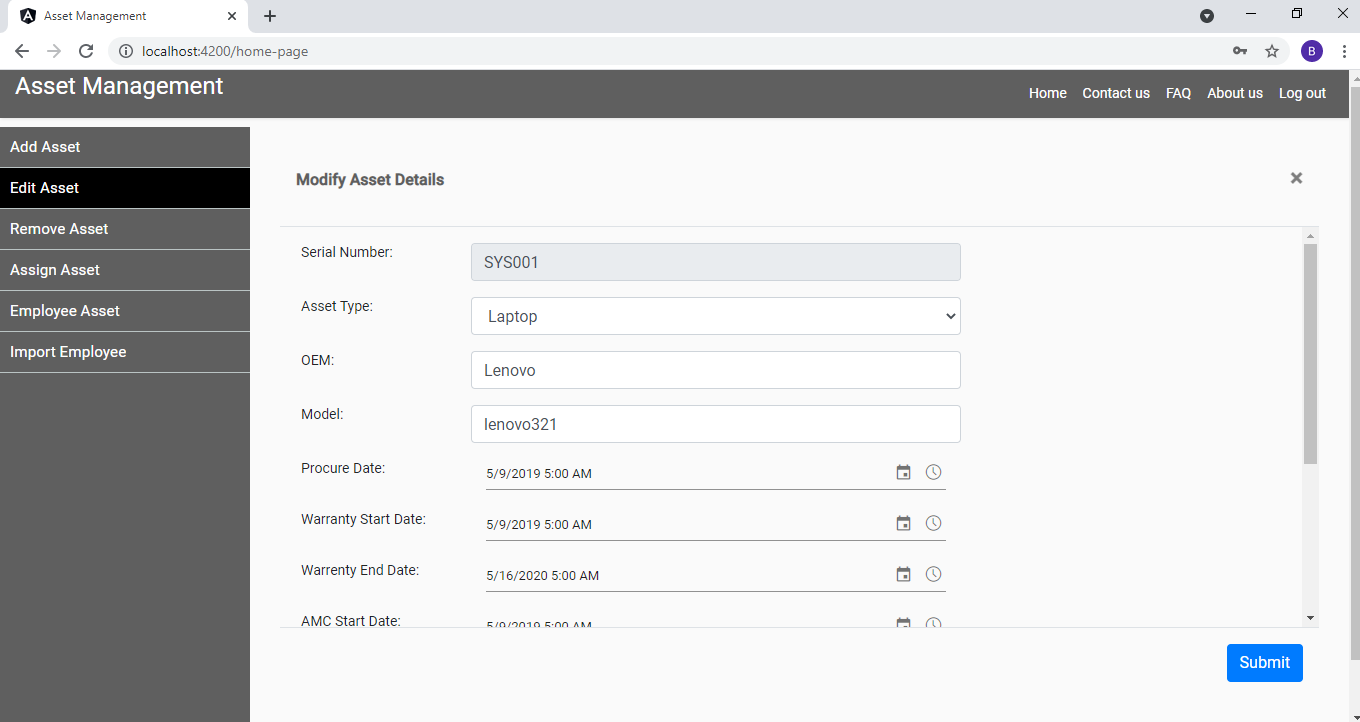 Asset Management
localhost:4200/home-page
B
Asset Management
Home Contact us FAQ About us Log out
Add Asset
Edit Asset
Remove Asset
Assign Asset
Employee Asset
Import Employee
Modify Asset Details
Serial Number: SYS001
Asset Type: Laptop
OEM: Lenovo
Model: lenovo321
Procure Date: 5/9/2019 5:00 AM
Warranty Start Date: 5/9/2019 5:00 AM
Warrenty End Date: 5/16/2020 5:00 AM
AMC Start Date: 5/9/2019 5:00 AM
Submit